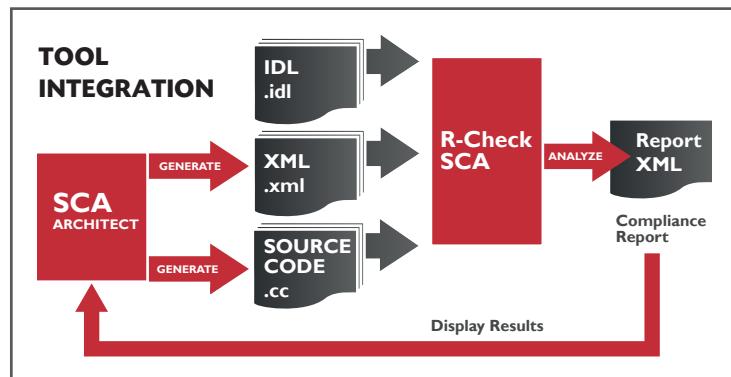 TOOL
INTEGRATION
IDL
.idl
GENERATE
XML
.xml
SCA
ARCHITECT
GENERATE
SOURCE
CODE
.cc
R-Check
SCA
ANALYZE
Report
XML
Compliance
Report
Display Results